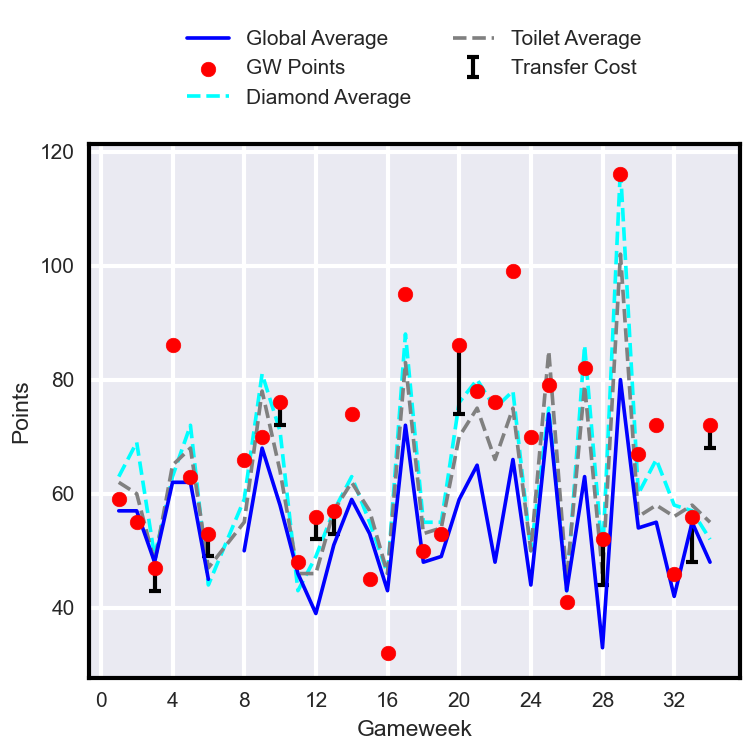 Global Average
GW Points
Diamond Average
Toilet Average
Transfer Cost
120
100
80
60
40
Points
0 4 8 12 16 20 24 28 32
Gameweek